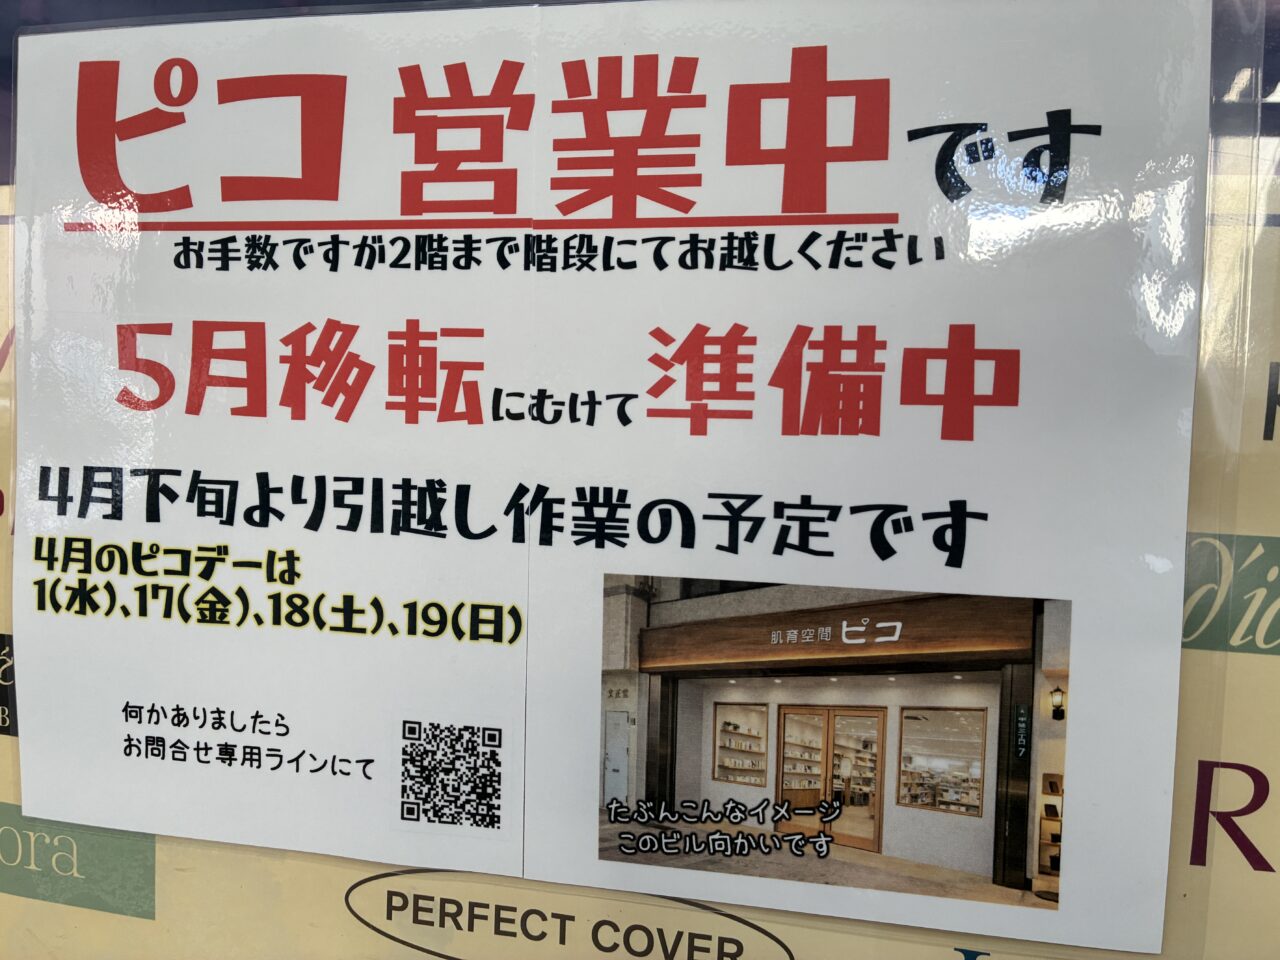 ピコ営業中です
お手数ですが2階まで階段にてお越しください
5月移転にむけて準備中
4月下旬より引越し作業の予定です
4月のピコデーは
1(水)、17(金)、18(土)、19(日)
何かありましたら
お問合せ専用ラインにて
肌育空間 ピコ
たぶんこんなイメージ
このビル向かいです
ora
PERFECT COVER
R